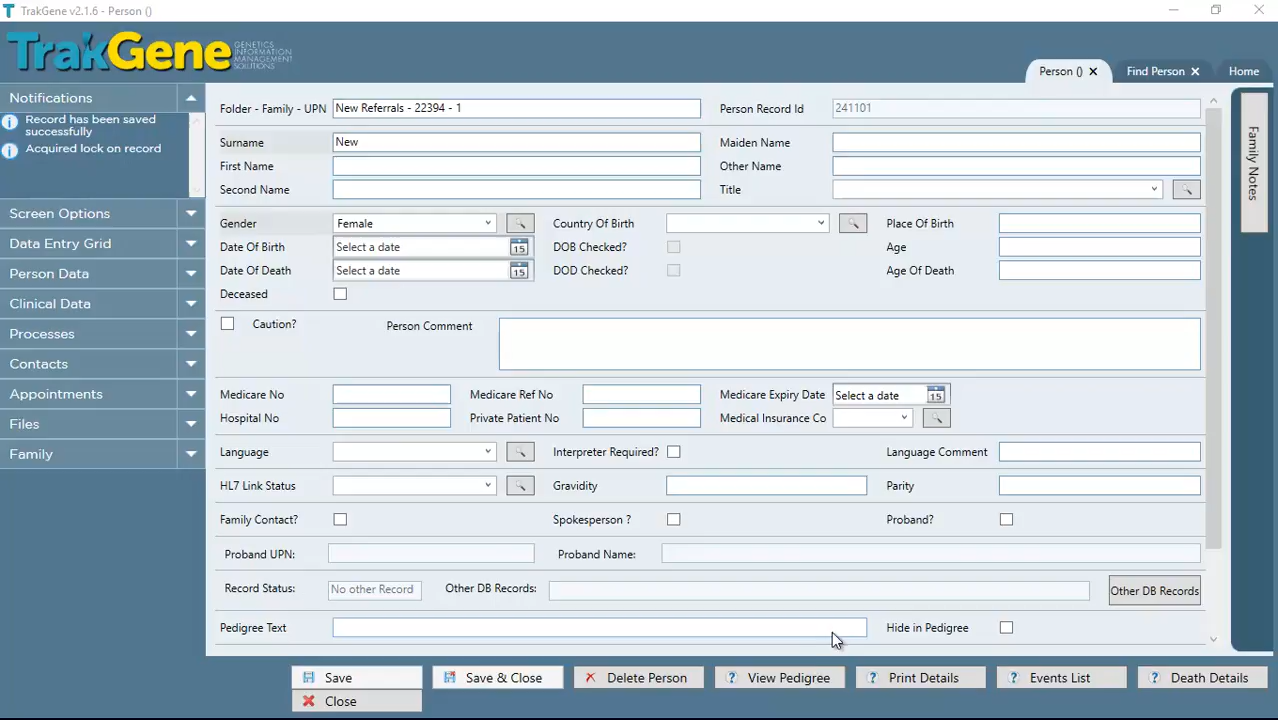 TrakGene v2.1.6 - Person ()
TrakGene GENETICS INFORMATION MANAGEMENT SOLUTIONS
Person () Find Person Home
Notifications
Record has been saved
successfully
Acquired lock on record
Screen Options
Data Entry Grid
Person Data
Clinical Data
Processes
Contacts
Appointments
Files
Family
Folder - Family - UPN New Referrals - 22394 - 1 Person Record Id 241101
Surname New Maiden Name
First Name Other Name
Second Name Title
Gender Female Country Of Birth Place Of Birth
Date Of Birth Select a date 15 DOB Checked? Age
Date Of Death Select a date 15 DOD Checked? Age Of Death
Deceased
Caution? Person Comment
Medicare No Medicare Ref No Medicare Expiry Date Select a date 15
Hospital No Private Patient No Medical Insurance Co
Language Interpreter Required? Language Comment
HL7 Link Status Gravidity Parity
Family Contact? Spokesperson ? Proband?
Proband UPN: Proband Name:
Record Status: No other Record Other DB Records: Other DB Records
Pedigree Text Hide in Pedigree
Family Notes
Save Save & Close Delete Person View Pedigree Print Details Events List Death Details
Close